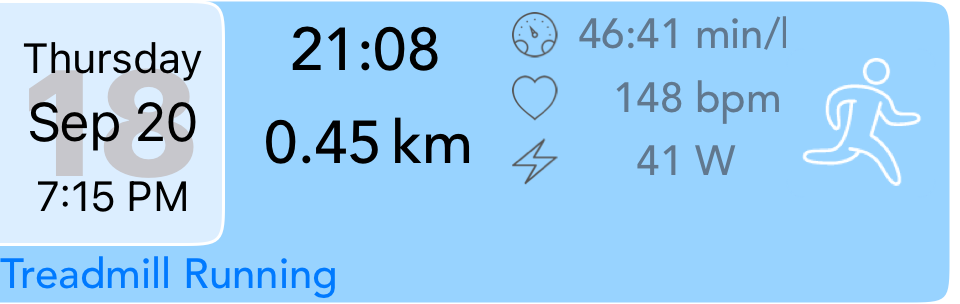 Thursday
18
Sep 20
7:15 PM
21:08
0.45 km
46:41 min/
148 bpm
41 W
Treadmill Running